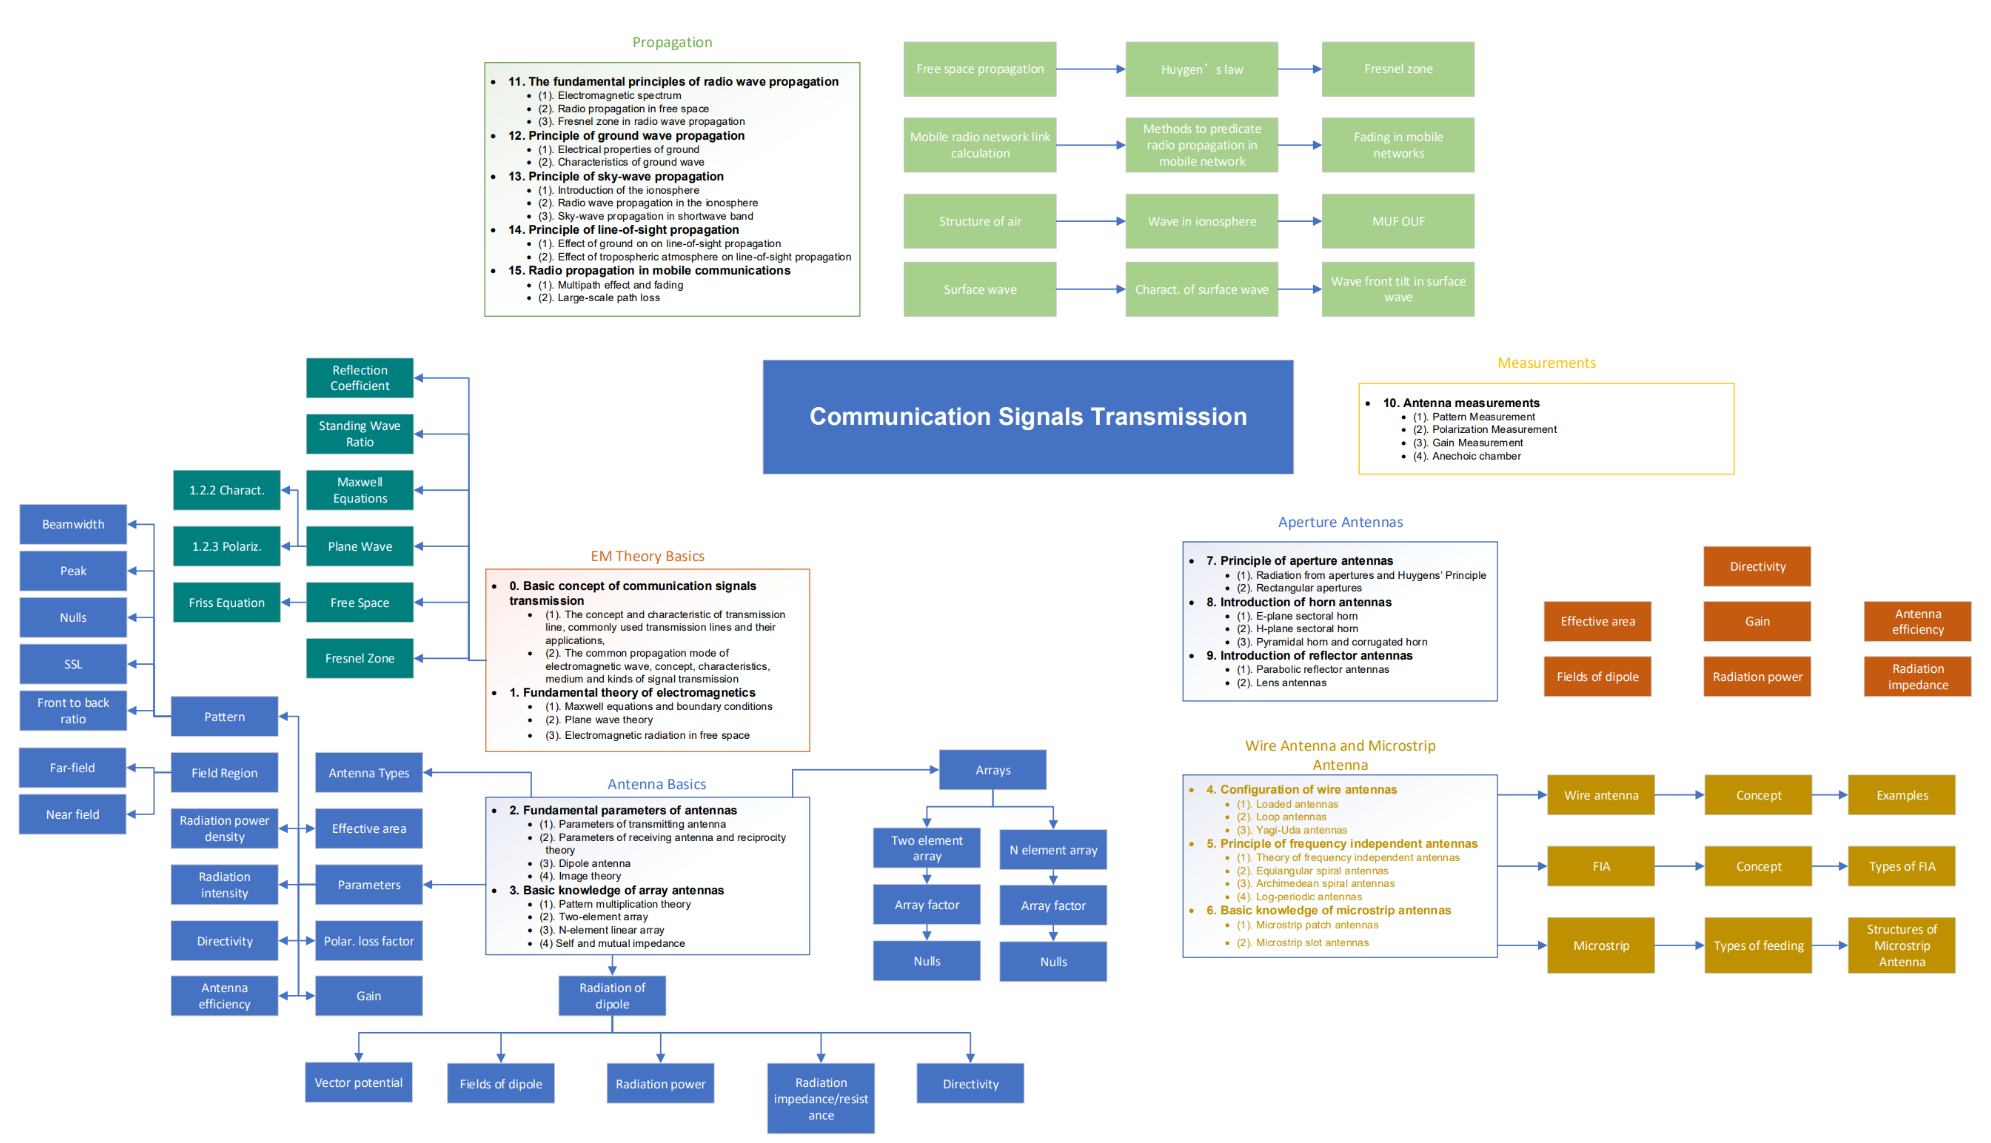 Propagation
• 11. The fundamental principles of radio wave propagation
• (1). Electromagnetic spectrum
• (2). Radio propagation in free space
• (3). Fresnel zone in radio wave propagation
• 12. Principle of ground wave propagation
• (1). Electrical properties of ground
• (2). Characteristics of ground wave
• 13. Principle of sky-wave propagation
• (1). Introduction of the ionosphere
• (2). Radio wave propagation in the ionosphere
• (3). Sky-wave propagation in shortwave band
• 14. Principle of line-of-sight propagation
• (1). Effect of ground on on line-of-sight propagation
• (2). Effect of tropospheric atmosphere on line-of-sight propagation
• 15. Radio propagation in mobile communications
• (1). Multipath effect and fading
• (2). Large-scale path loss
Free space propagation
Huygen’s law
Fresnel zone
Mobile radio network link
calculation
Methods to predicate
radio propagation in
mobile network
Fading in mobile
networks
Structure of air
Wave in ionosphere
MUF OUF
Surface wave
Charact. of surface wave
Wave front tilt in surface
wave
Communication Signals Transmission
Measurements
• 10. Antenna measurements
• (1). Pattern Measurement
• (2). Polarization Measurement
• (3). Gain Measurement
• (4). Anechoic chamber
Reflection
Coefficient
Standing Wave
Ratio
Maxwell
Equations
1.2.2 Charact.
Plane Wave
1.2.3 Polariz.
Free Space
Friss Equation
Fresnel Zone
Beamwidth
Peak
Nulls
SSL
Front to back
ratio
Pattern
Far-field
Near field
Field Region
Antenna Types
Radiation power
density
Effective area
Radiation
intensity
Parameters
Directivity
Polar. loss factor
Antenna
efficiency
Gain
EM Theory Basics
• 0. Basic concept of communication signals
transmission
• (1). The concept and characteristic of transmission
line, commonly used transmission lines and their
applications,
• (2). The common propagation mode of
electromagnetic wave, concept, characteristics,
medium and kinds of signal transmission
• 1. Fundamental theory of electromagnetics
• (1). Maxwell equations and boundary conditions
• (2). Plane wave theory
• (3). Electromagnetic radiation in free space
Antenna Basics
• 2. Fundamental parameters of antennas
• (1). Parameters of transmitting antenna
• (2). Parameters of receiving antenna and reciprocity
theory
• (3). Dipole antenna
• (4). Image theory
• 3. Basic knowledge of array antennas
• (1). Pattern multiplication theory
• (2). Two-element array
• (3). N-element linear array
• (4) Self and mutual impedance
Arrays
Two element
array
N element array
Array factor
Array factor
Nulls
Nulls
Radiation of
dipole
Vector potential
Fields of dipole
Radiation power
Radiation
impedance/resist
ance
Directivity
Aperture Antennas
• 7. Principle of aperture antennas
• (1). Radiation from apertures and Huygens' Principle
• (2). Rectangular apertures
• 8. Introduction of horn antennas
• (1). E-plane sectoral horn
• (2). H-plane sectoral horn
• (3). Pyramidal horn and corrugated horn
• 9. Introduction of reflector antennas
• (1). Parabolic reflector antennas
• (2). Lens antennas
Directivity
Effective area
Gain
Antenna
efficiency
Fields of dipole
Radiation power
Radiation
impedance
Wire Antenna and Microstrip
Antenna
• 4. Configuration of wire antennas
• (1). Loaded antennas
• (2). Loop antennas
• (3). Yagi-Uda antennas
• 5. Principle of frequency independent antennas
• (1). Theory of frequency independent antennas
• (2). Equiangular spiral antennas
• (3). Archimedean spiral antennas
• (4). Log-periodic antennas
• 6. Basic knowledge of microstrip antennas
• (1). Microstrip patch antennas
• (2). Microstrip slot antennas
Wire antenna
Concept
Examples
FIA
Concept
Types of FIA
Microstrip
Types of feeding
Structures of
Microstrip
Antenna